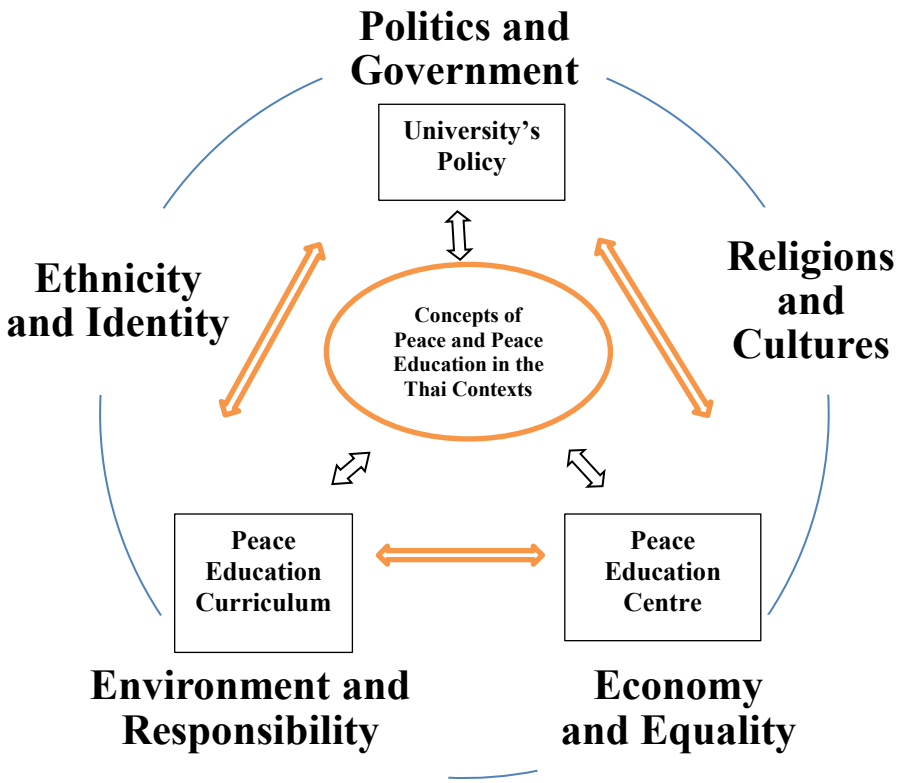 Politics and
Government
University’s
Policy
Ethnicity
and Identity
Religions
and
Cultures
Concepts of
Peace and Peace
Education in the
Thai Contexts
Peace
Education
Curriculum
Peace
Education
Centre
Environment and
Responsibility
Economy
and Equality